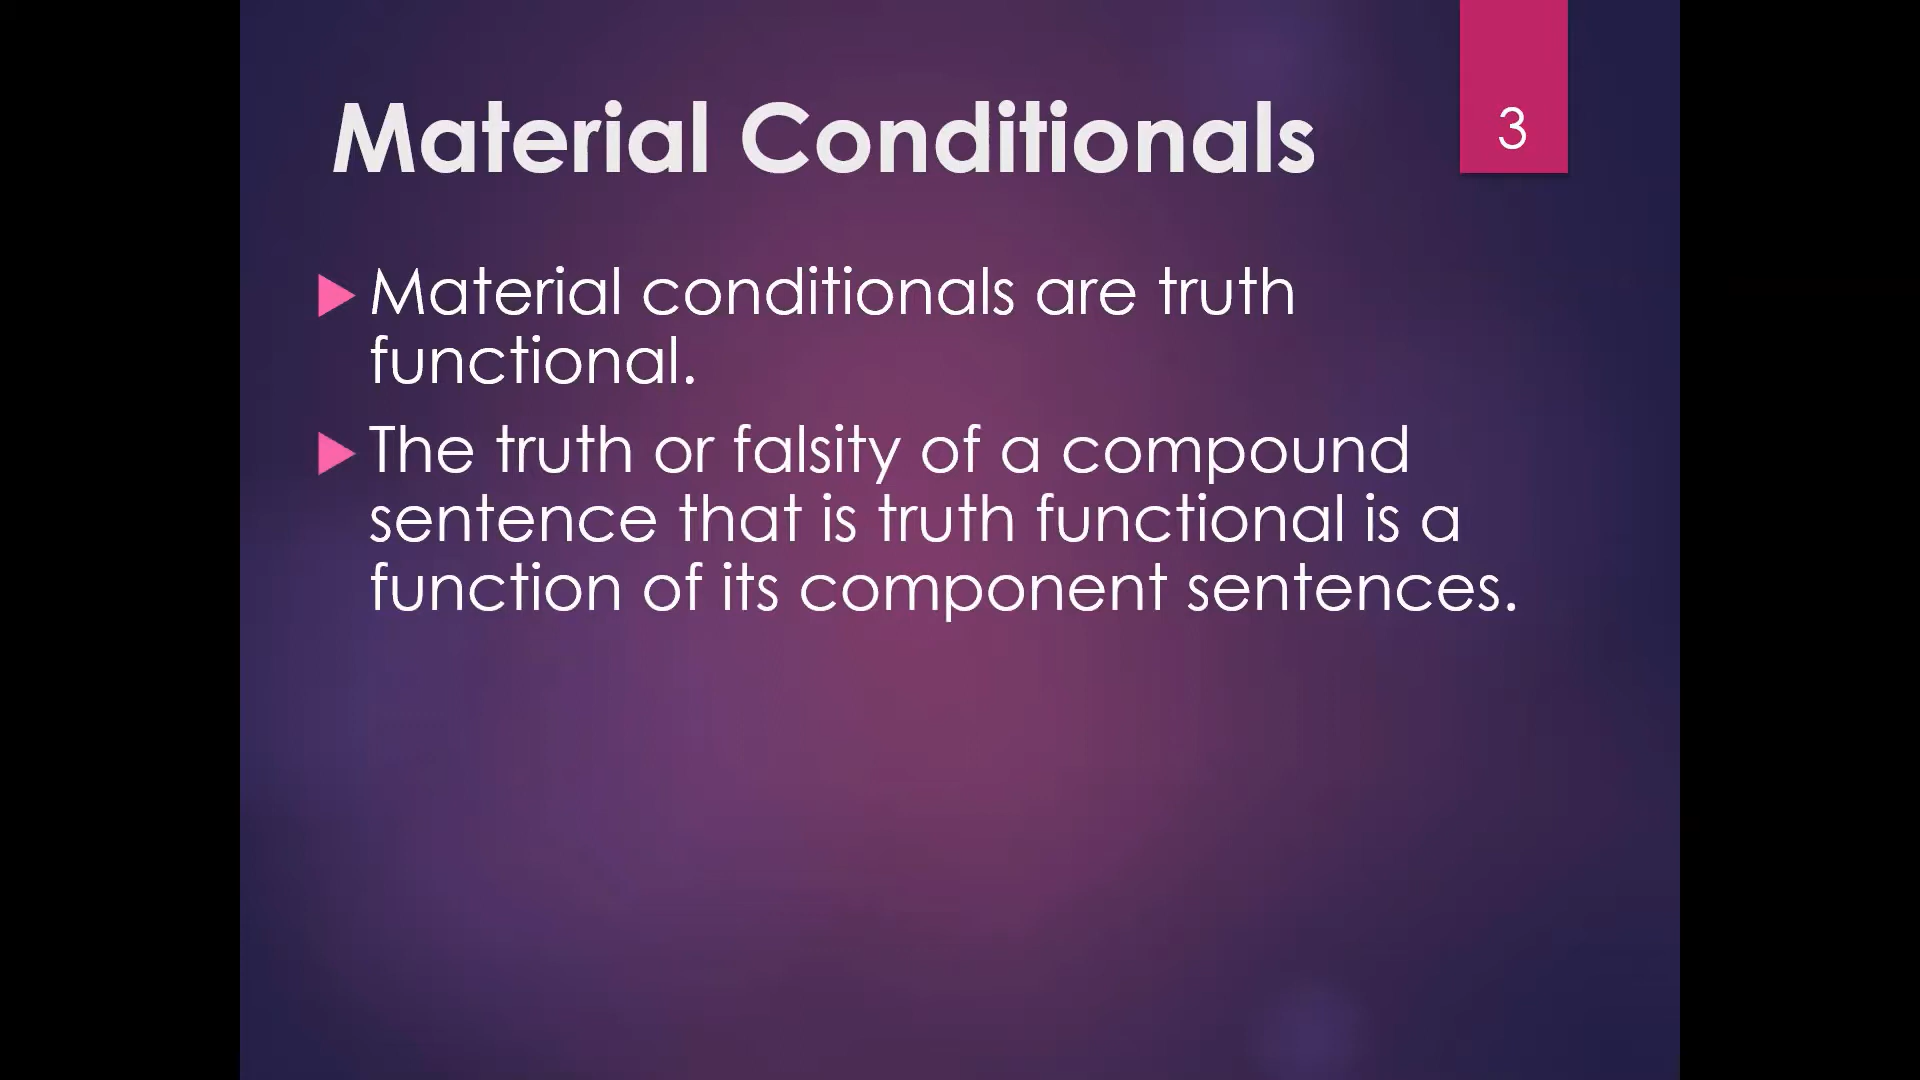 Material Conditionals
3
Material conditionals are truth
functional.
The truth or falsity of a compound
sentence that is truth functional is a
function of its component sentences.